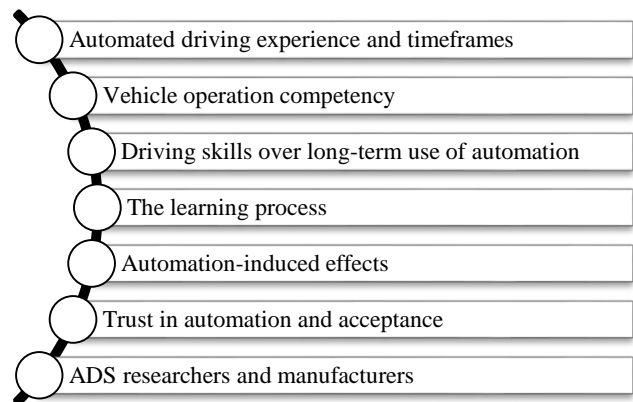 Automated driving experience and timeframes
Vehicle operation competency
Driving skills over long-term use of automation
The learning process
Automation-induced effects
Trust in automation and acceptance
ADS researchers and manufacturers